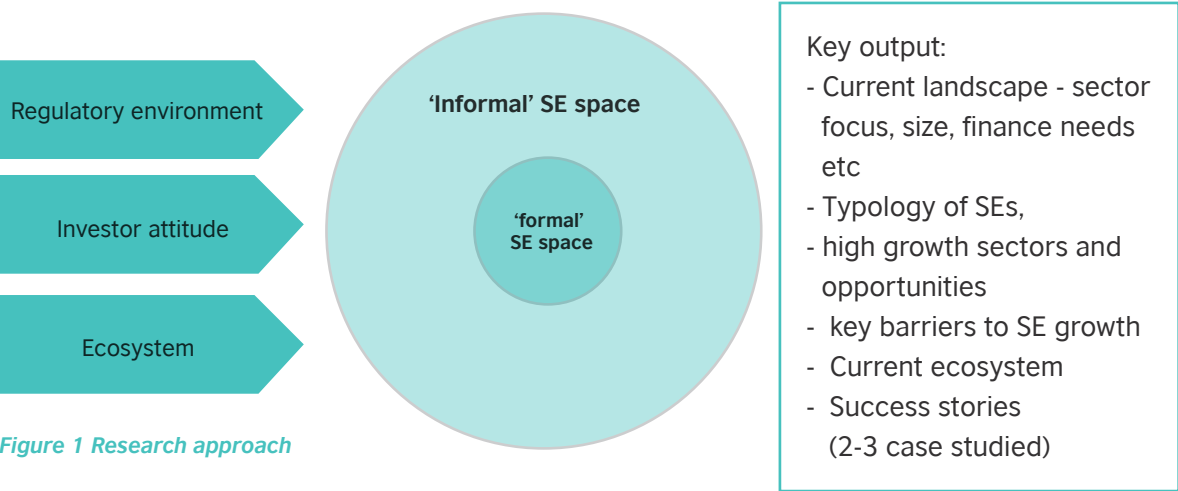 Regulatory environment
Investor attitude
Ecosystem
Figure 1 Research approach
‘Informal’ SE space
‘formal’
SE space
Key output:
- Current landscape - sector
focus, size, finance needs
etc
- Typology of SEs,
- high growth sectors and
opportunities
- key barriers to SE growth
- Current ecosystem
- Success stories
(2-3 case studied)